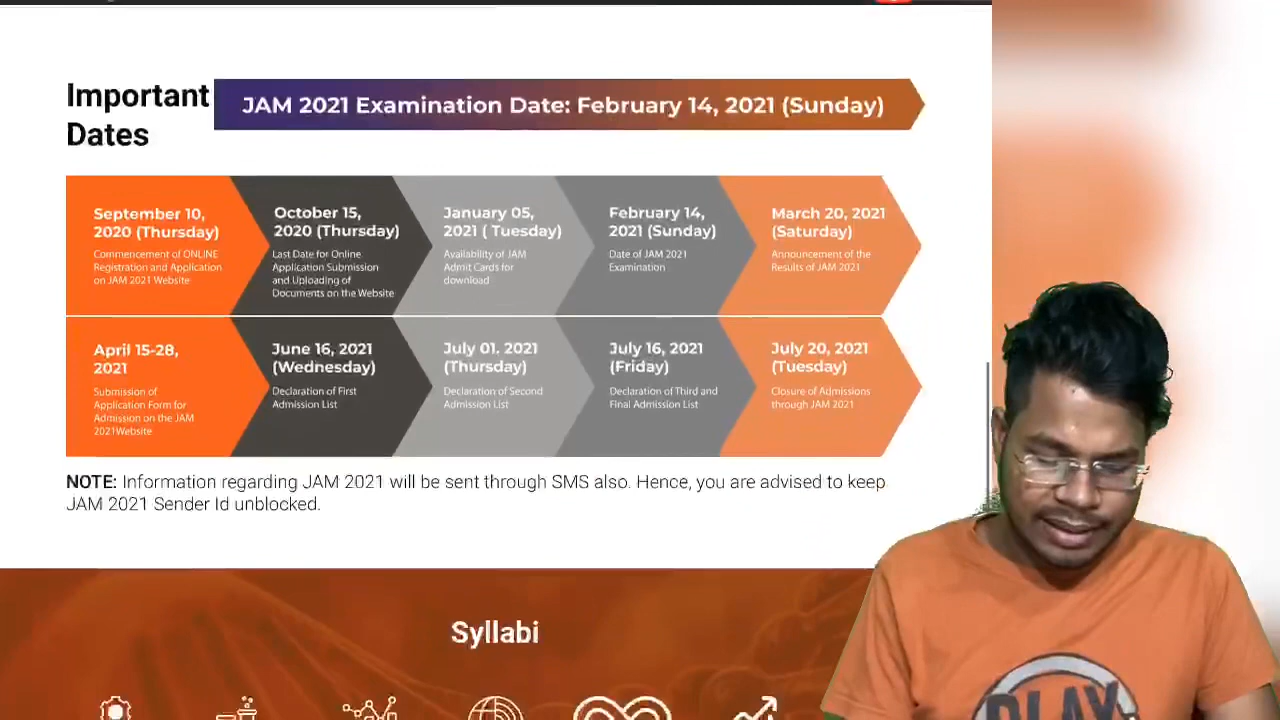 Important
Dates
JAM 2021 Examination Date: February 14, 2021 (Sunday)
September 10,
2020 (Thursday)
Commencement of ONLINE
Registration and Application
on JAM 2021 Website
October 15,
2020 (Thursday)
Last Date for Online
Application Submission
and Uploading of
Documents on the Website
January 05,
2021 ( Tuesday)
Availability of JAM
Admit Cards for
download
February 14,
2021 (Sunday)
Date of JAM 2021
Examination
March 20, 2021
(Saturday)
Announcement of the
Results of JAM 2021
April 15-28,
2021
Submission of
Application Form for
Admission on the JAM
2021Website
June 16, 2021
(Wednesday)
Declaration of First
Admission List
July 01. 2021
(Thursday)
Declaration of Second
Admission List
July 16, 2021
(Friday)
Declaration of Third and
Final Admission List
July 20, 2021
(Tuesday)
Closure of Admissions
through JAM 2021
NOTE: Information regarding JAM 2021 will be sent through SMS also. Hence, you are advised to keep
JAM 2021 Sender Id unblocked.
Syllabi
PLAY